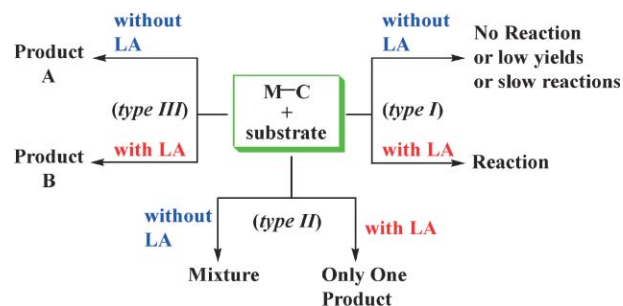 Product
A
without
LA
(type III)
with LA
Product
B
M—C
+
substrate
without
LA
(type I)
with LA
No Reaction
or low yields
or slow reactions
Reaction
without
LA
(type II)
with LA
Mixture
Only One
Product